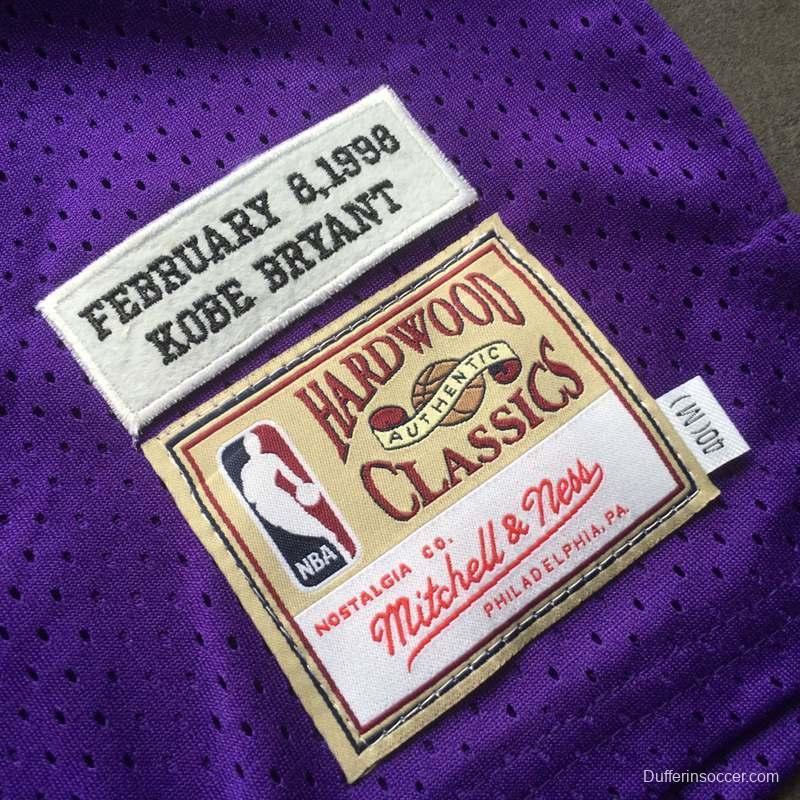 FEBRUARY 8,1998
KOBE BRYANT
HARDWOOD
AUTHENTIC
CLASSICS
NBA
NOSTALGIA CO.
Mitchell & Ness
PHILADELPHIA, PA.
40(M)
Dufferinsoccer.com